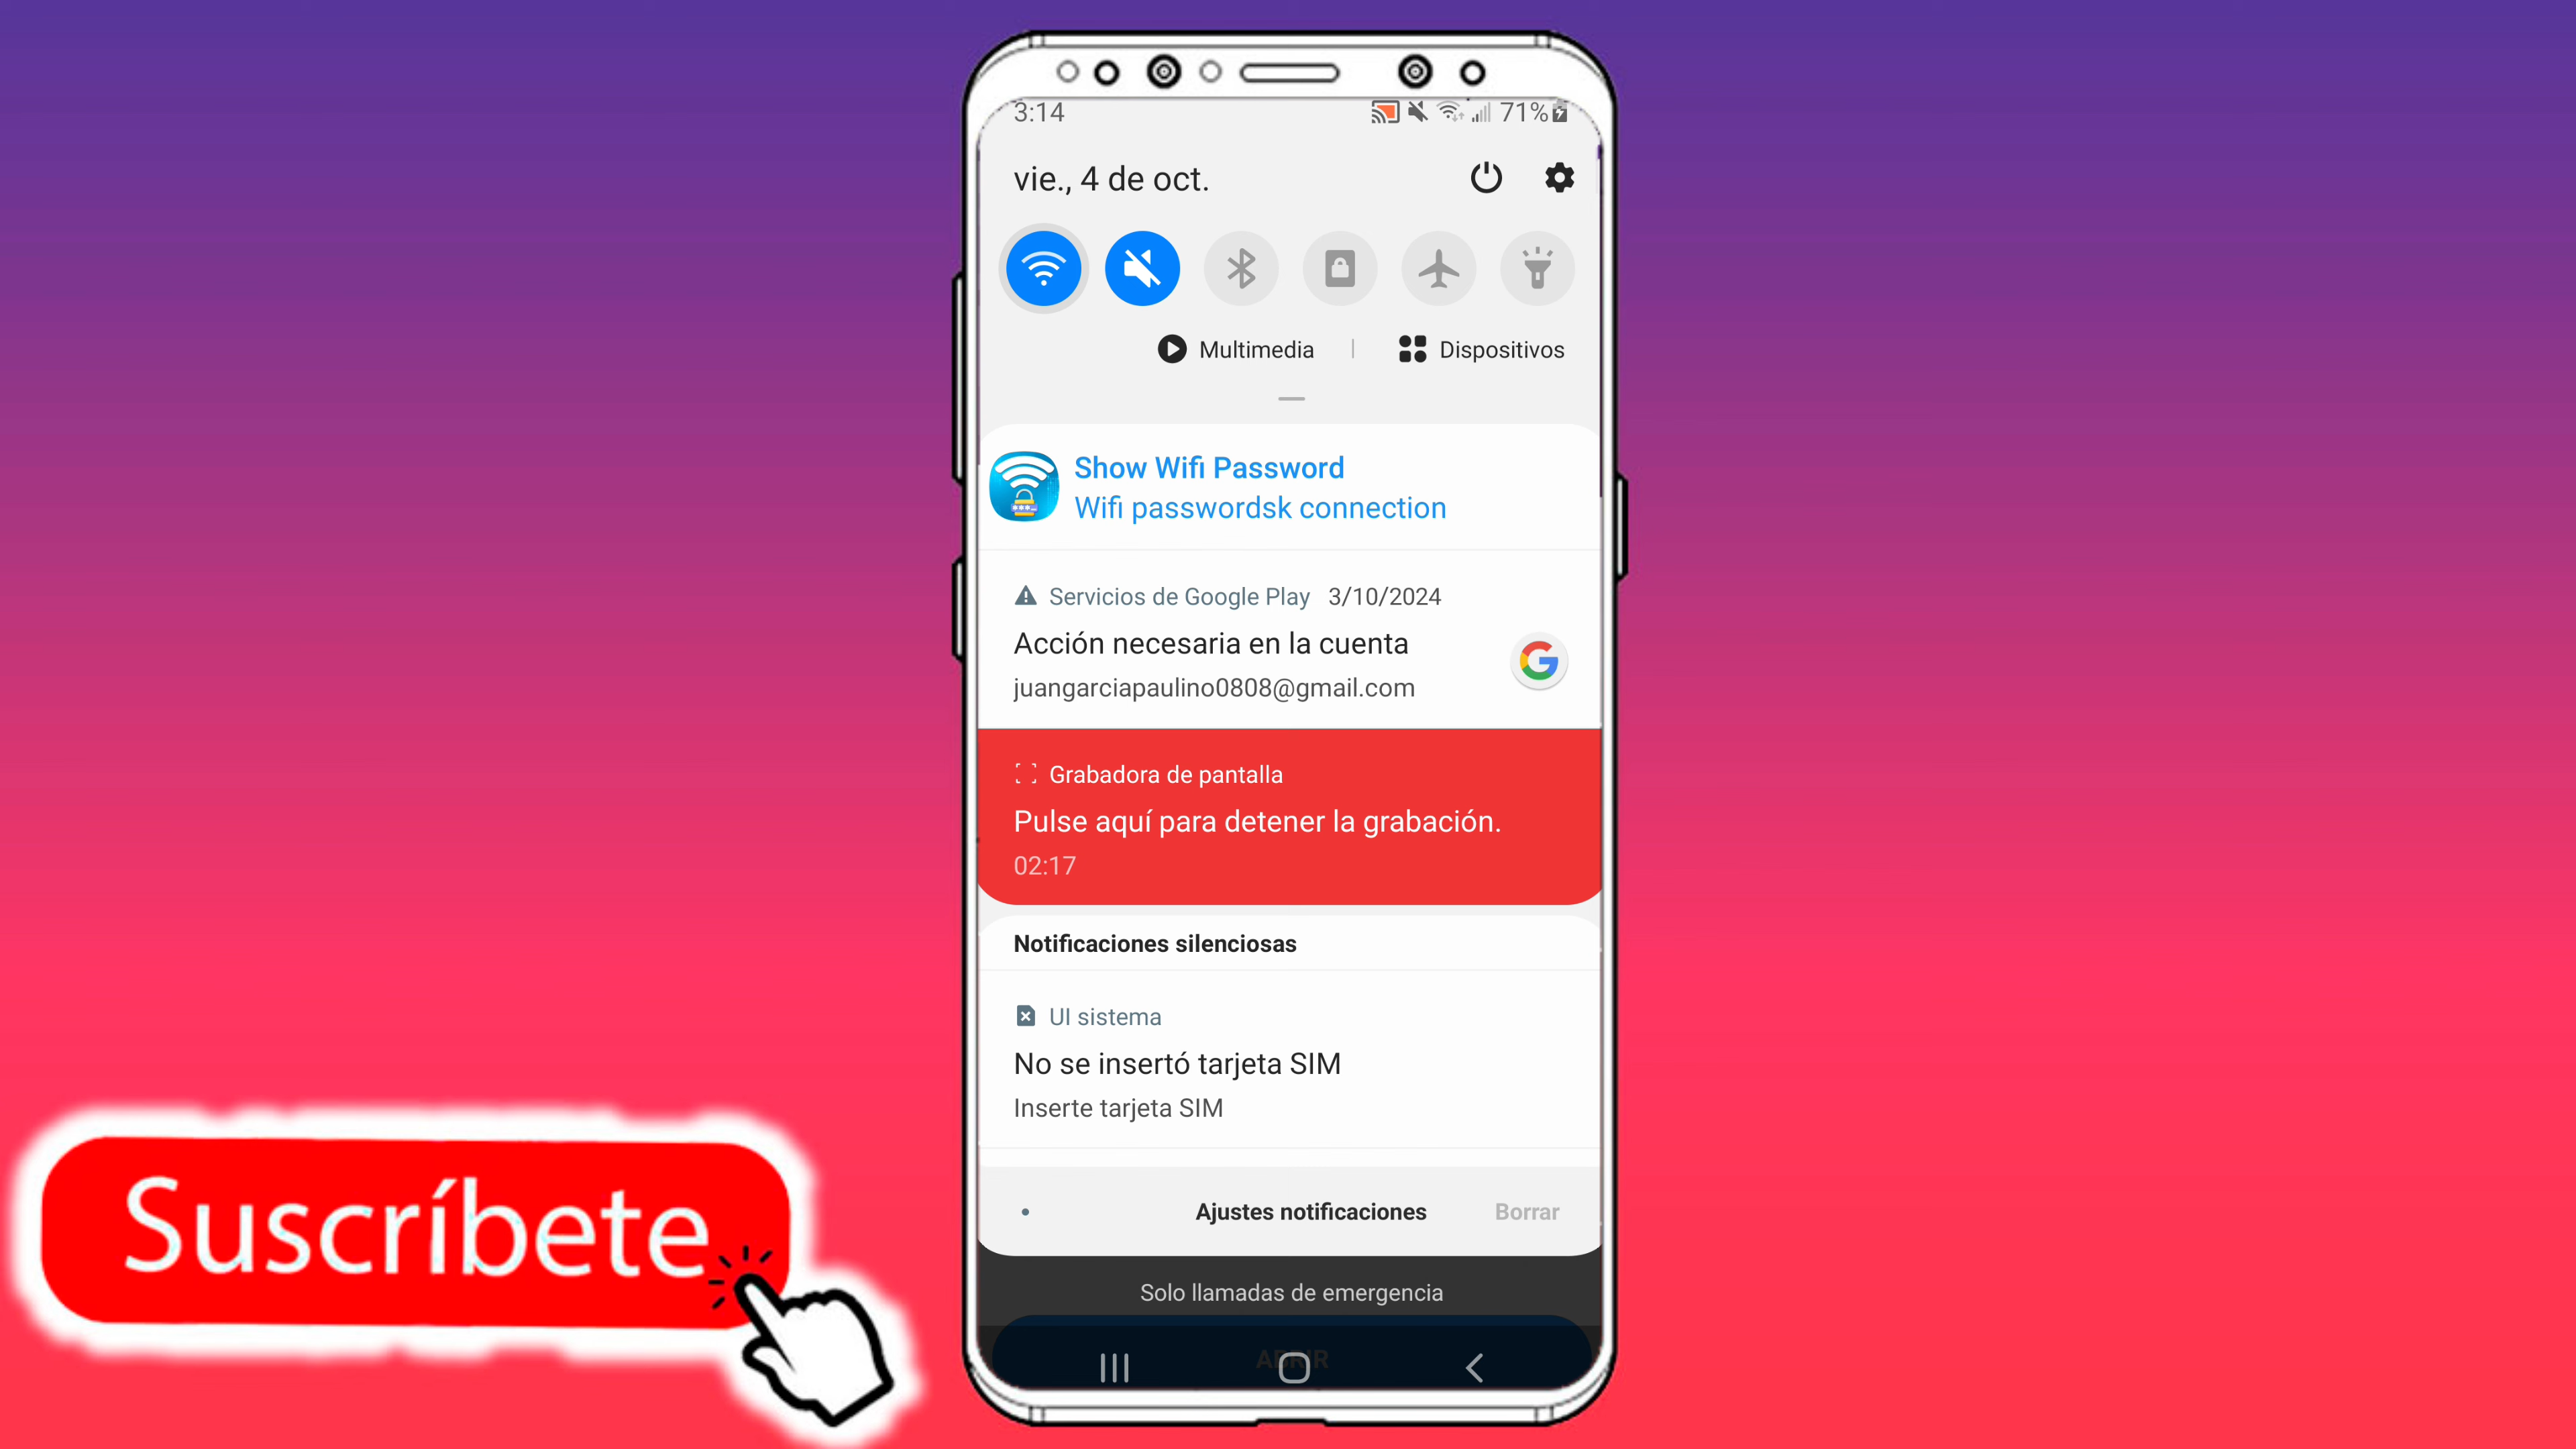 3:14
71%
vie., 4 de oct.
Multimedia | Dispositivos
Show Wifi Password
Wifi passwordsk connection
Servicios de Google Play 3/10/2024
Acción necesaria en la cuenta
juangarciapaulino0808@gmail.com
Grabadora de pantalla
Pulse aquí para detener la grabación.
02:17
Notificaciones silenciosas
UI sistema
No se insertó tarjeta SIM
Inserte tarjeta SIM
Ajustes notificaciones Borrar
Solo llamadas de emergencia
ABRIR
Suscríbete